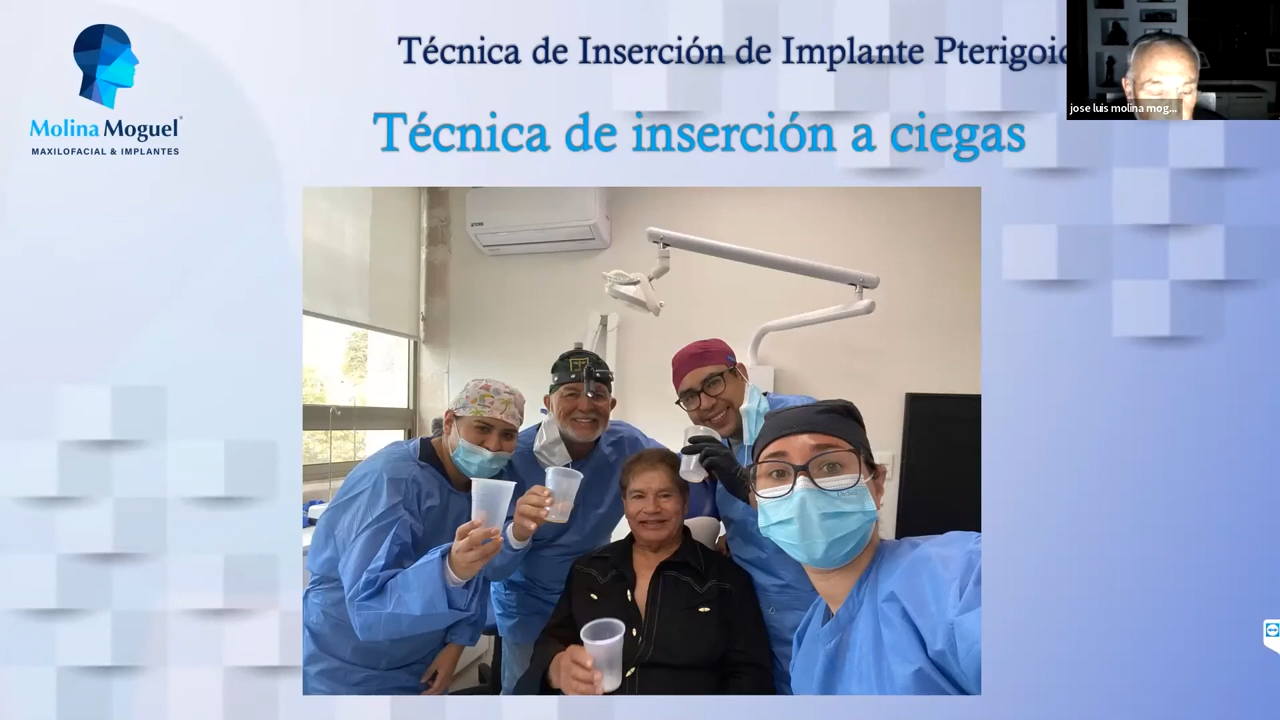 Técnica de Inserción de Implante Pterigoid
Técnica de inserción a ciegas
Molina Moguel
MAXILOFACIAL & IMPLANTES
jose luis molina mog...